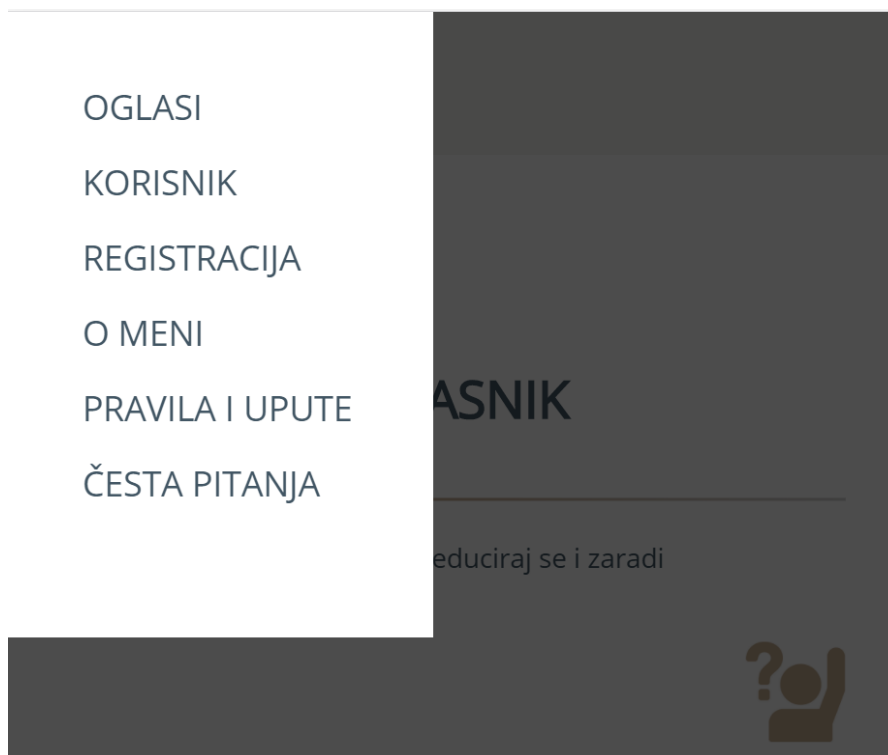 OGLASI
KORISNIK
REGISTRACIJA
O MENI
PRAVILA I UPUTE
ČESTA PITANJA
ASNIK
educiraj se i zaradi
?